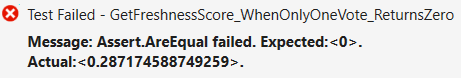 Test Failed - GetFreshnessScore_WhenOnlyOneVote_ReturnsZero
Message: Assert.AreEqual failed. Expected:<0>.
Actual:<0.287174588749259>.